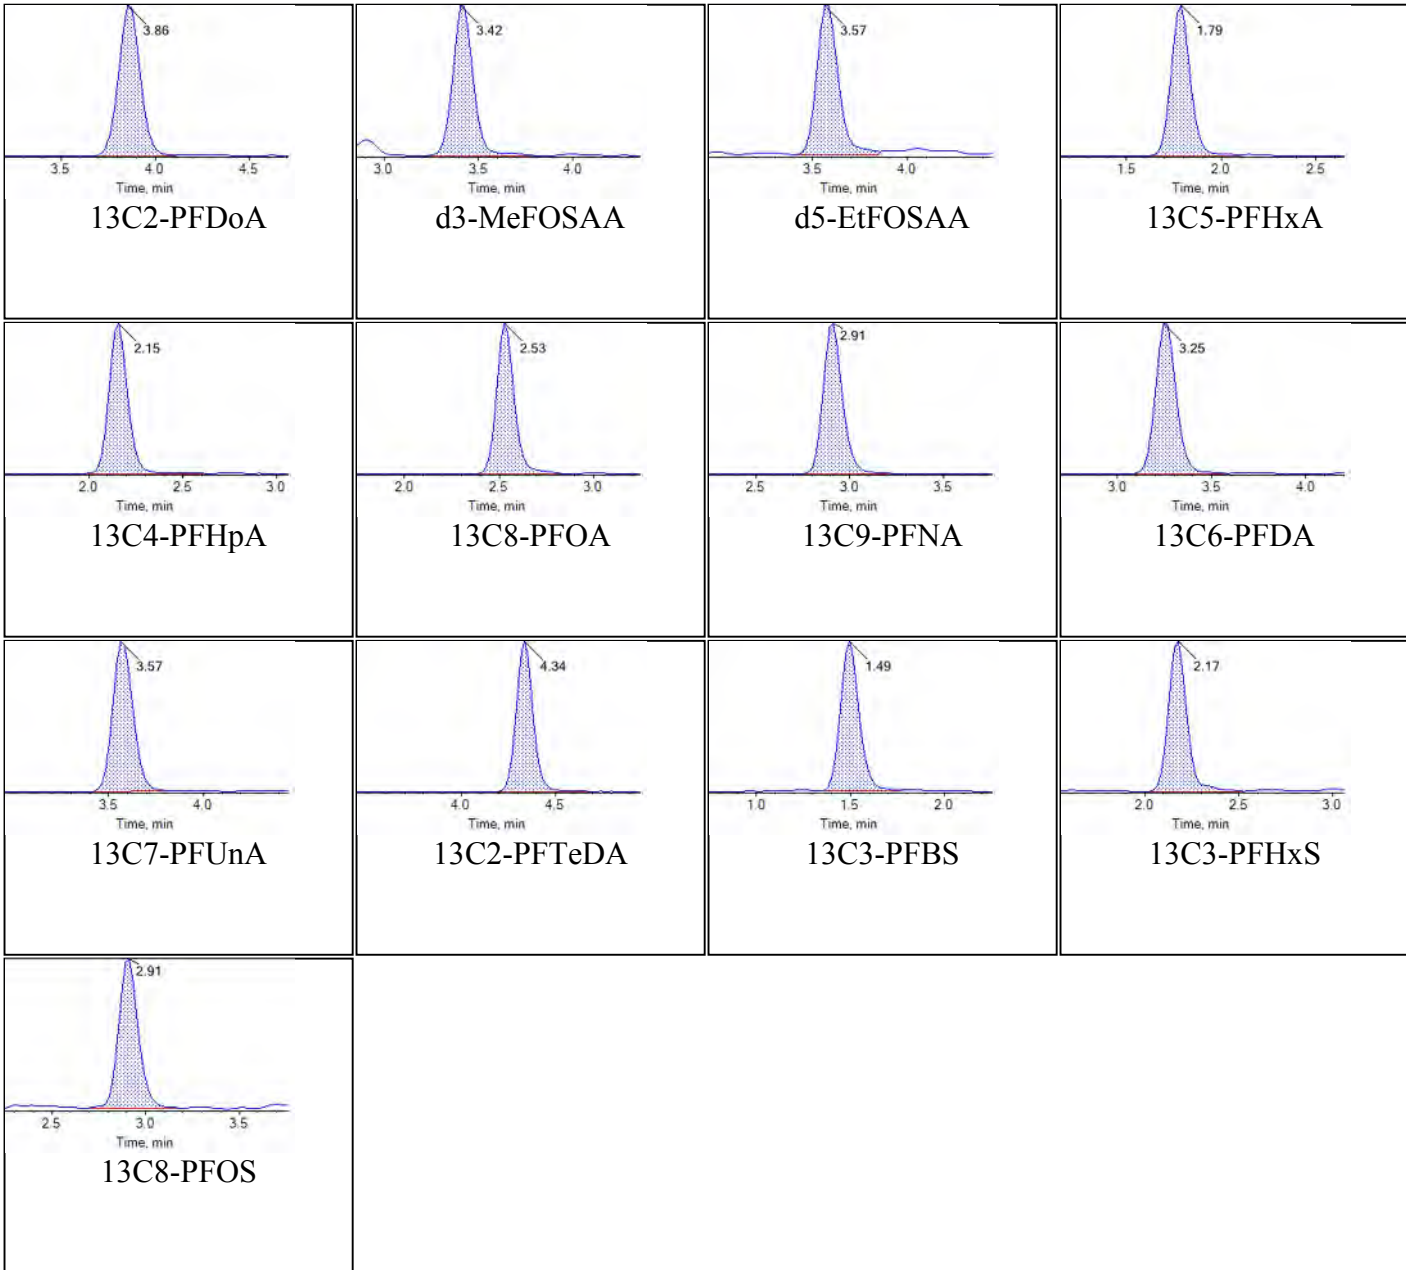 3.86
3.5 4.0 4.5
Time, min
13C2-PFDoA
3.42
3.0 3.5 4.0
Time, min
d3-MeFOSAA
3.57
3.5 4.0
Time, min
d5-EtFOSAA
1.79
1.5 2.0 2.5
Time, min
13C5-PFHxA
2.15
2.0 2.5 3.0
Time, min
13C4-PFHpA
2.53
2.0 2.5 3.0
Time, min
13C8-PFOA
2.91
2.5 3.0 3.5
Time, min
13C9-PFNA
3.25
3.0 3.5 4.0
Time, min
13C6-PFDA
3.57
3.5 4.0
Time, min
13C7-PFUnA
4.34
4.0 4.5
Time, min
13C2-PFTeDA
1.49
1.0 1.5 2.0
Time, min
13C3-PFBS
2.17
2.0 2.5 3.0
Time, min
13C3-PFHxS
2.91
2.5 3.0 3.5
Time, min
13C8-PFOS